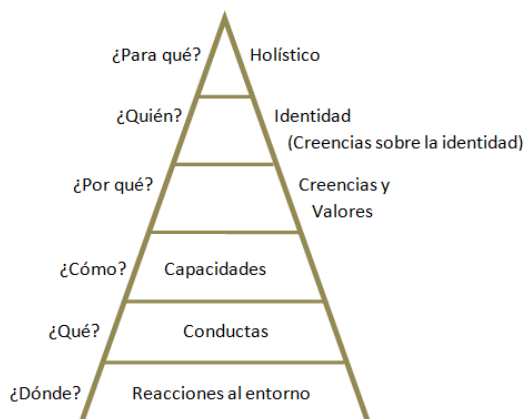 ¿Para qué? Holístico
¿Quién? Identidad
(Creencias sobre la identidad)
¿Por qué? Creencias y
Valores
¿Cómo? Capacidades
¿Qué? Conductas
¿Dónde? Reacciones al entorno